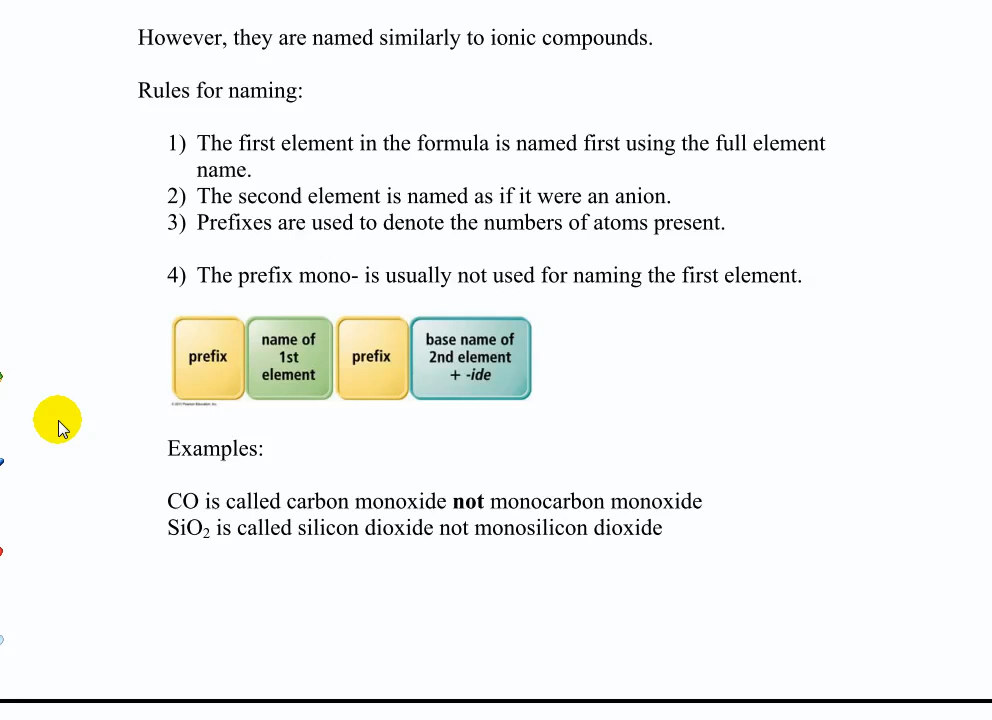 However, they are named similarly to ionic compounds.
Rules for naming:
1) The first element in the formula is named first using the full element
name.
2) The second element is named as if it were an anion.
3) Prefixes are used to denote the numbers of atoms present.
4) The prefix mono- is usually not used for naming the first element.
prefix
name of
1st
element
prefix
base name of
2nd element
+ -ide
© 2011 Pearson Education, Inc.
Examples:
CO is called carbon monoxide not monocarbon monoxide
SiO₂ is called silicon dioxide not monosilicon dioxide